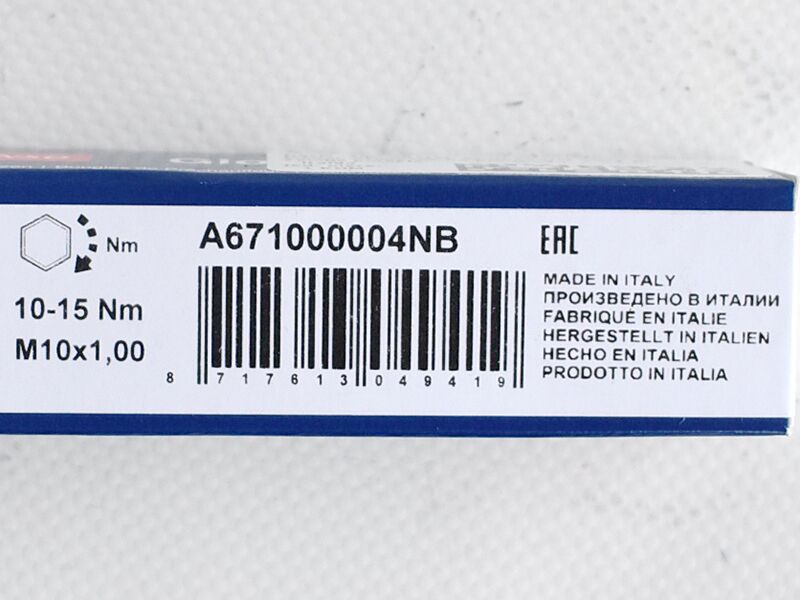 Nm
A671000004NB
EAC
10-15 Nm
M10x1,00
8 717613 049419
MADE IN ITALY
ПРОИЗВЕДЕНО В ИТАЛИИ
FABRIQUÉ EN ITALIE
HERGESTELLT IN ITALIEN
HECHO EN ITALIA
PRODOTTO IN ITALIA